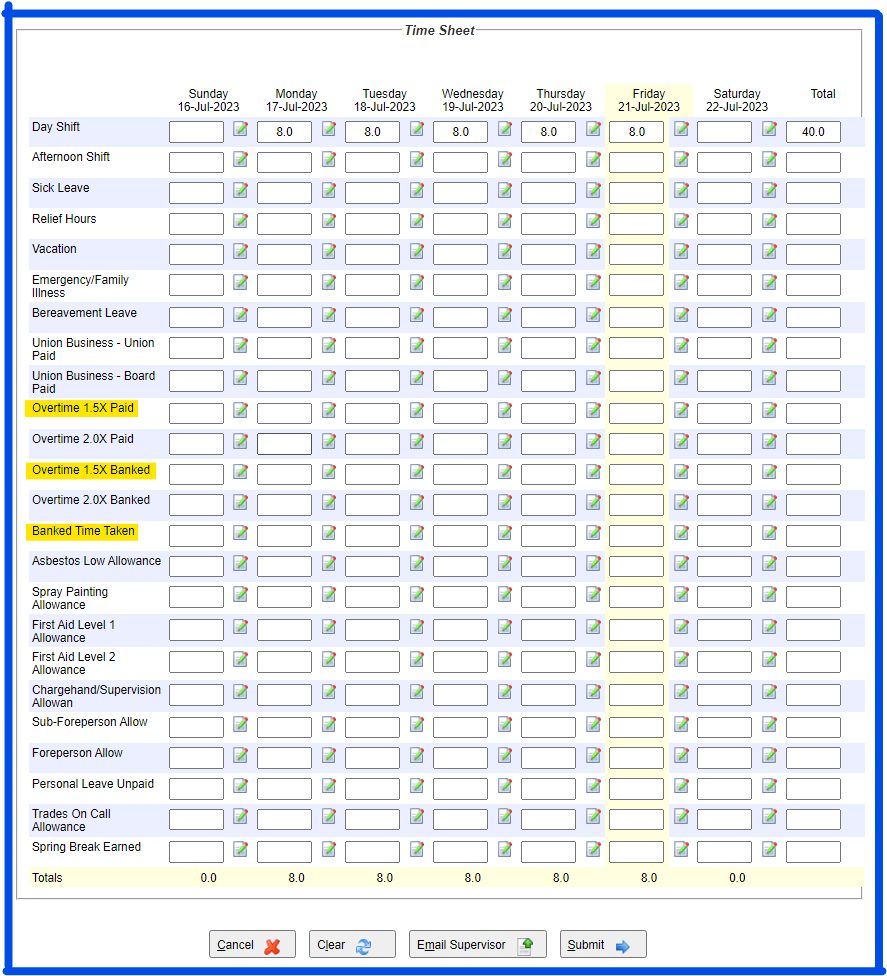 Time Sheet
Sunday Monday Tuesday Wednesday Thursday Friday Saturday Total
16-Jul-2023 17-Jul-2023 18-Jul-2023 19-Jul-2023 20-Jul-2023 21-Jul-2023 22-Jul-2023
Day Shift 8.0 8.0 8.0 8.0 8.0 40.0
Afternoon Shift
Sick Leave
Relief Hours
Vacation
Emergency/Family
Illness
Bereavement Leave
Union Business - Union
Paid
Union Business - Board
Paid
Overtime 1.5X Paid
Overtime 2.0X Paid
Overtime 1.5X Banked
Overtime 2.0X Banked
Banked Time Taken
Asbestos Low Allowance
Spray Painting
Allowance
First Aid Level 1
Allowance
First Aid Level 2
Allowance
Chargehand/Supervision
Allowan
Sub-Foreperson Allow
Foreperson Allow
Personal Leave Unpaid
Trades On Call
Allowance
Spring Break Earned
Totals 0.0 8.0 8.0 8.0 8.0 8.0 0.0
Cancel Clear Email Supervisor Submit